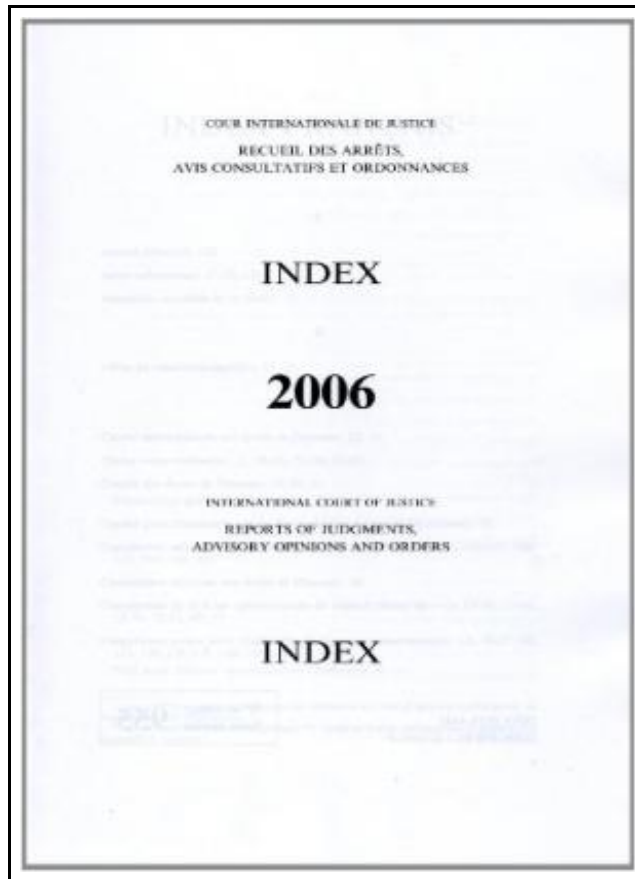 COUR INTERNATIONALE DE JUSTICE
RECUEIL DES ARRÊTS,
AVIS CONSULTATIFS ET ORDONNANCES
INDEX
2006
INTERNATIONAL COURT OF JUSTICE
REPORTS OF JUDGMENTS,
ADVISORY OPINIONS AND ORDERS
INDEX